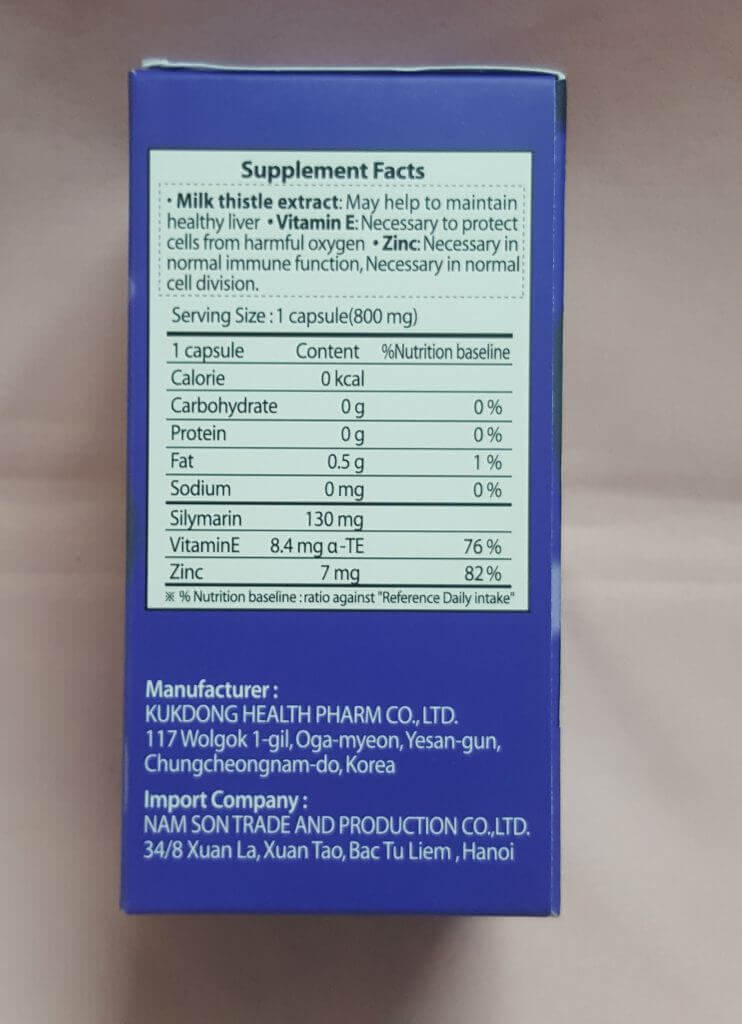 Supplement Facts
• Milk thistle extract: May help to maintain
healthy liver • Vitamin E: Necessary to protect
cells from harmful oxygen • Zinc: Necessary in
normal immune function, Necessary in normal
cell division.
Serving Size : 1 capsule(800 mg)
1 capsule Content %Nutrition baseline
Calorie 0 kcal
Carbohydrate 0 g 0 %
Protein 0 g 0 %
Fat 0.5 g 1 %
Sodium 0 mg 0 %
Silymarin 130 mg
VitaminE 8.4 mg α-TE 76 %
Zinc 7 mg 82 %
※ % Nutrition baseline : ratio against "Reference Daily intake"
Manufacturer :
KUKDONG HEALTH PHARM CO., LTD.
117 Wolgok 1-gil, Oga-myeon, Yesan-gun,
Chungcheongnam-do, Korea
Import Company :
NAM SON TRADE AND PRODUCTION CO.,LTD.
34/8 Xuan La, Xuan Tao, Bac Tu Liem , Hanoi